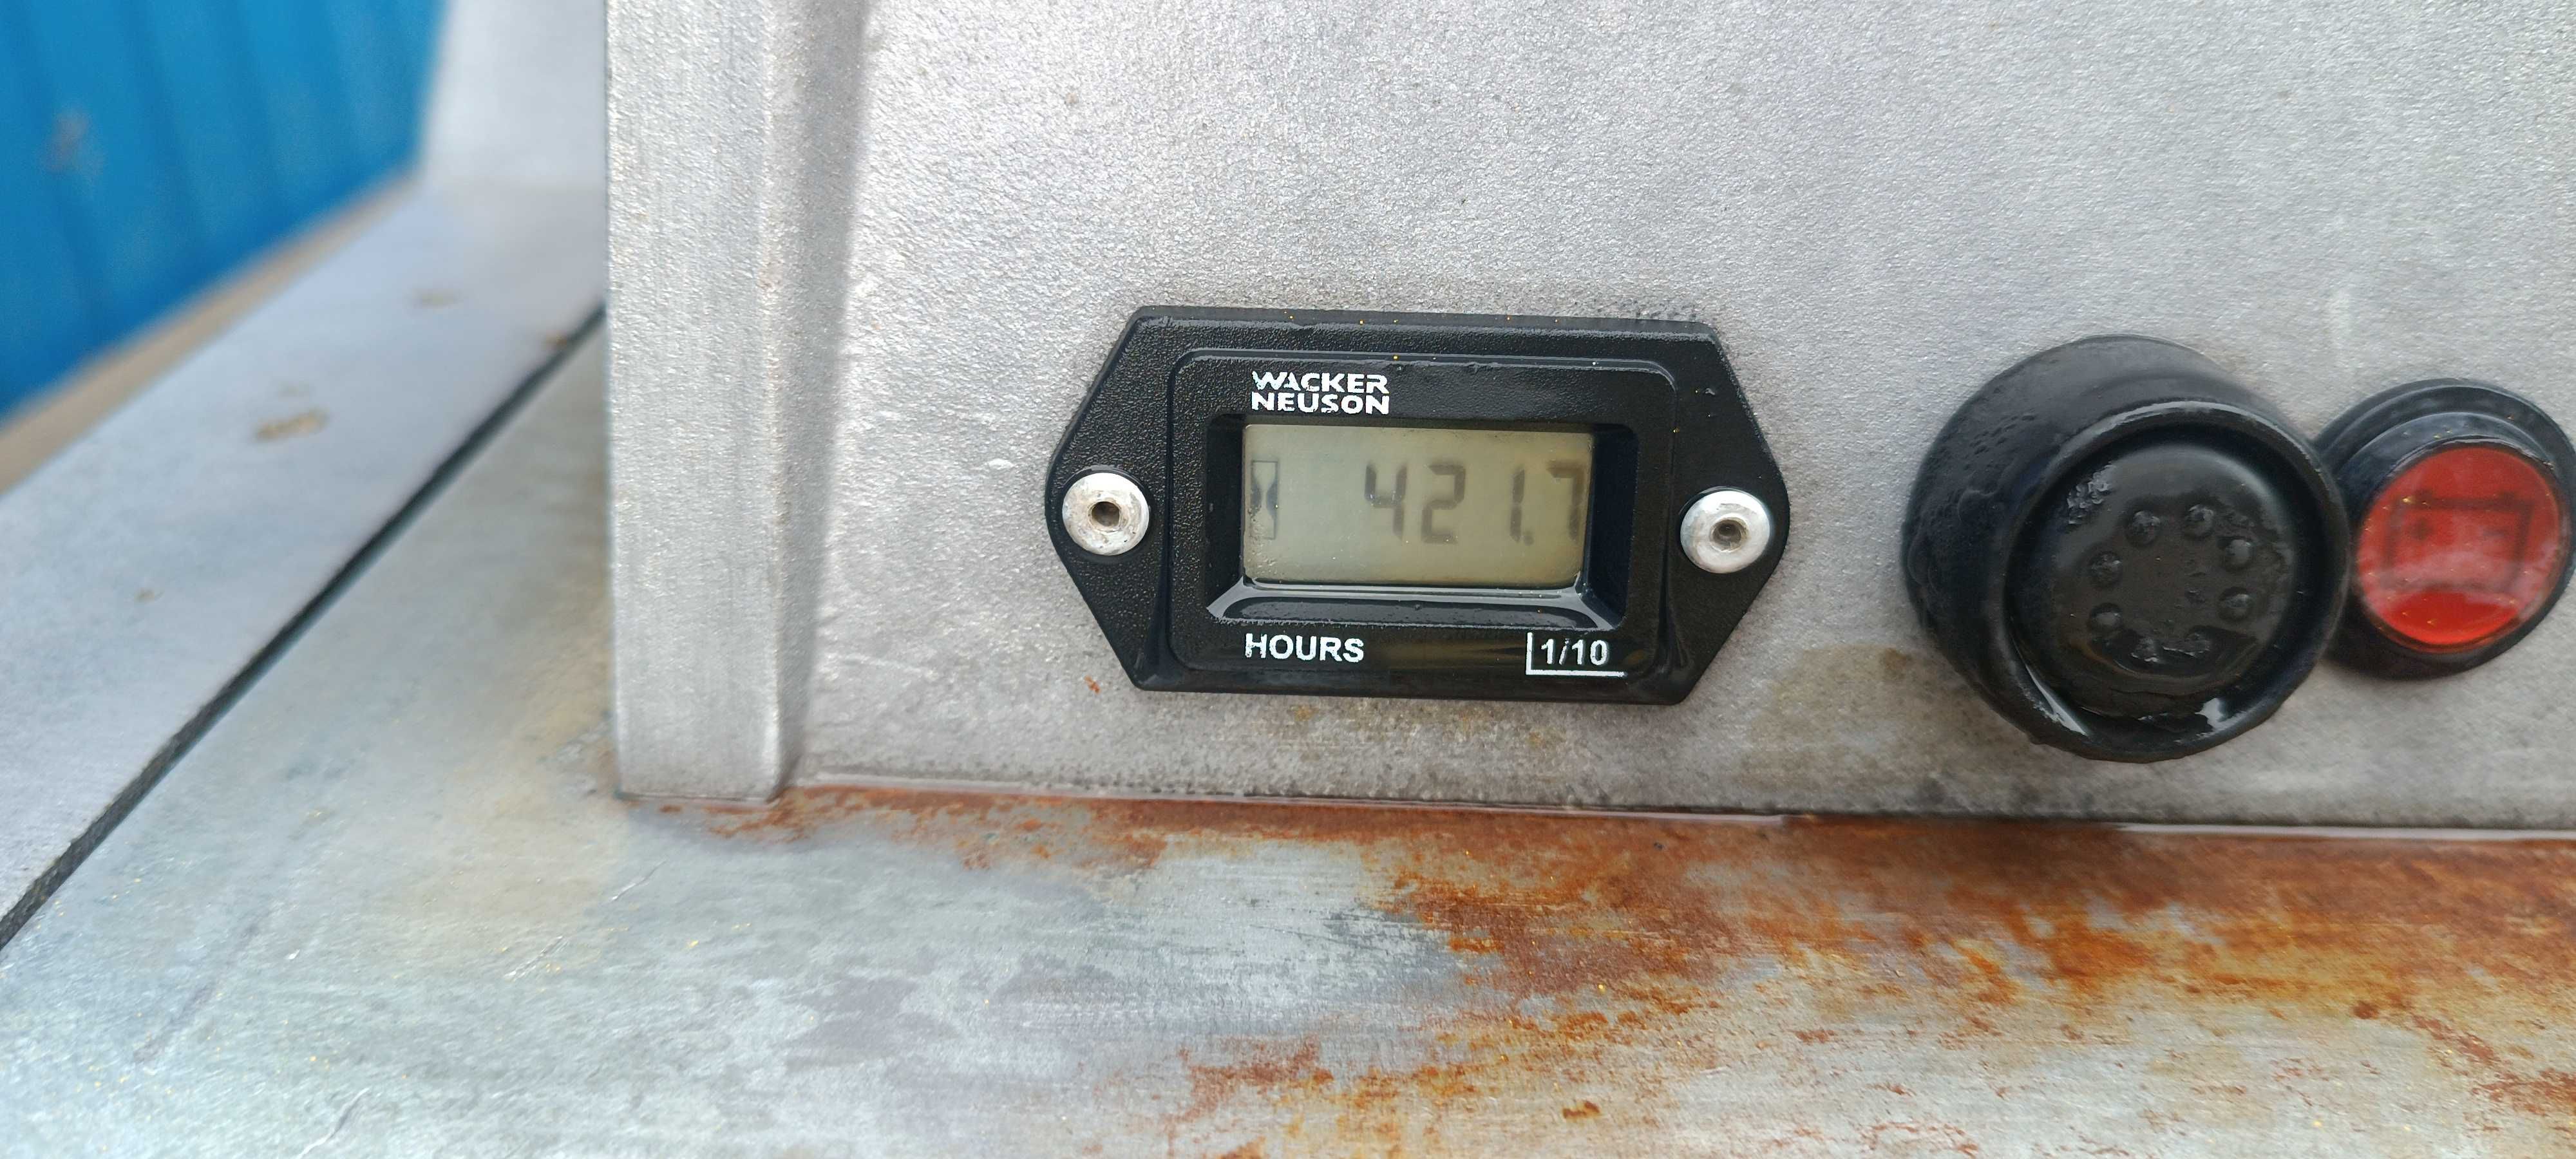 WACKER
NEUSON
421.7
HOURS
1/10